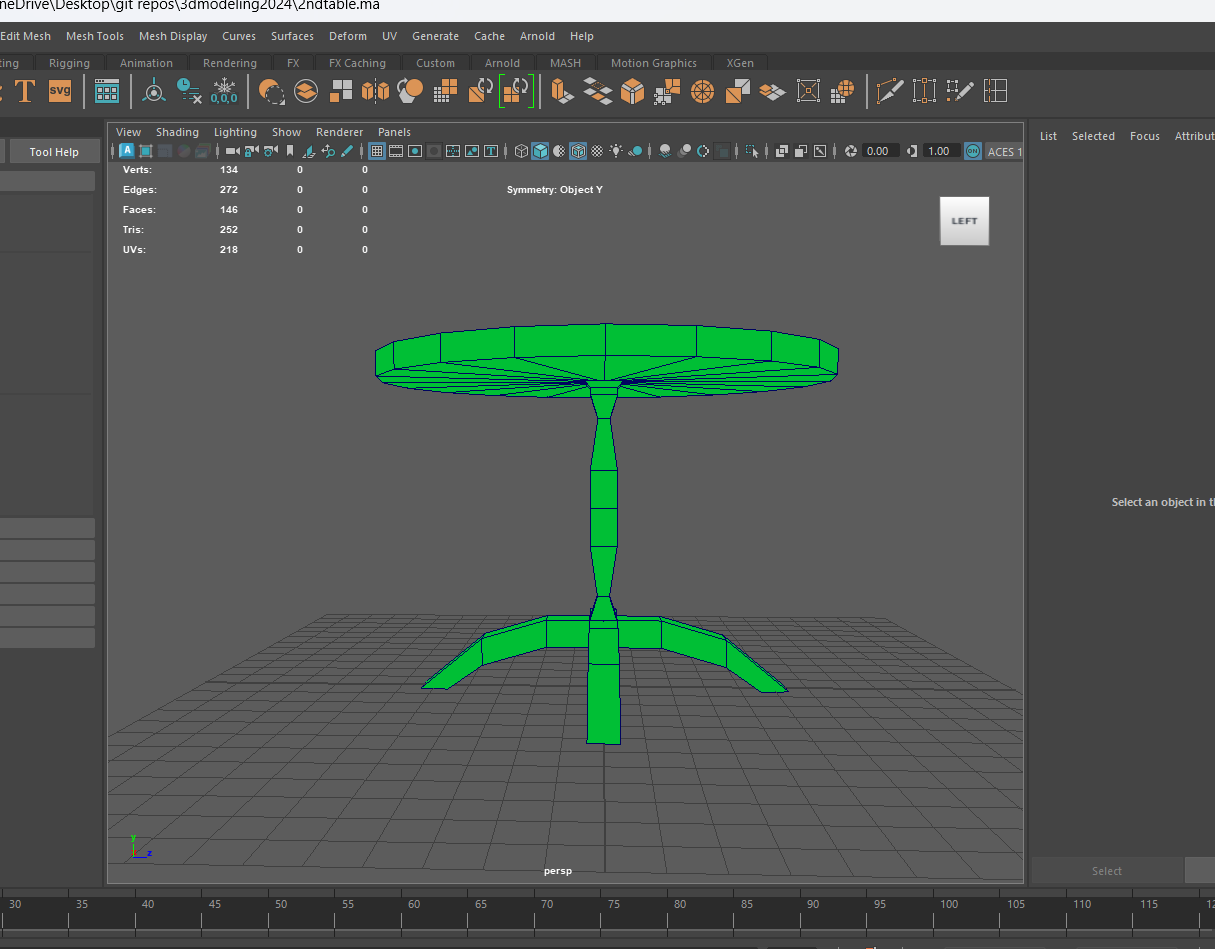 neDrive\Desktop\git repos\3dmodeling2024\2ndtable.ma
Edit Mesh Mesh Tools Mesh Display Curves Surfaces Deform UV Generate Cache Arnold Help
ting Rigging Animation Rendering FX FX Caching Custom Arnold MASH Motion Graphics XGen
T svg 0,0,0
View Shading Lighting Show Renderer Panels
List Selected Focus Attribut
Tool Help
A T 0.00 1.00 ON ACES 1
Verts: 134 0 0
Edges: 272 0 0
Symmetry: Object Y
Faces: 146 0 0
Tris: 252 0 0
UVs: 218 0 0
LEFT
Select an object in th
y
z
persp
Select
30 35 40 45 50 55 60 65 70 75 80 85 90 95 100 105 110 115 12